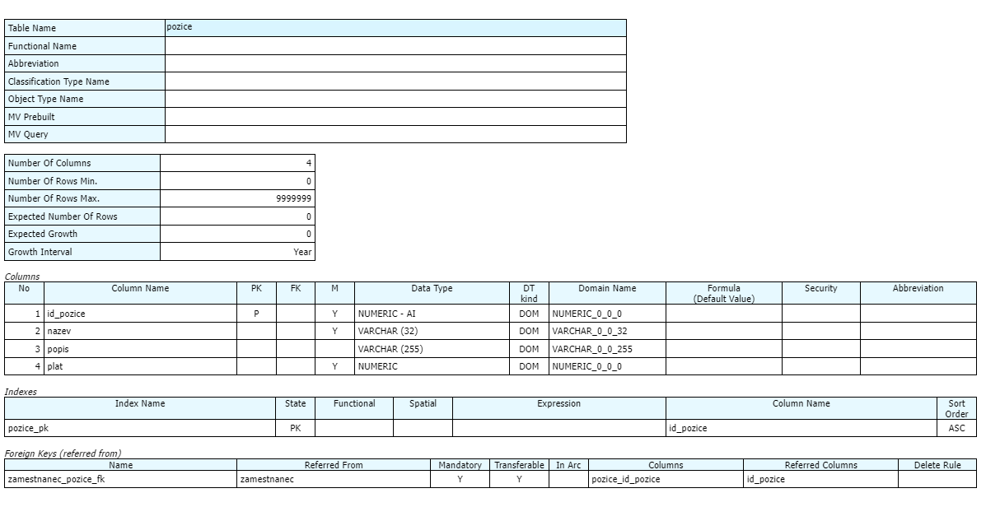 Table Name pozice
Functional Name
Abbreviation
Classification Type Name
Object Type Name
MV Prebuilt
MV Query
Number Of Columns 4
Number Of Rows Min. 0
Number Of Rows Max. 9999999
Expected Number Of Rows 0
Expected Growth 0
Growth Interval Year
Columns
No Column Name PK FK M Data Type DT kind Domain Name Formula (Default Value) Security Abbreviation
1 id_pozice P Y NUMERIC - AI DOM NUMERIC_0_0_0
2 nazev Y VARCHAR (32) DOM VARCHAR_0_0_32
3 popis VARCHAR (255) DOM VARCHAR_0_0_255
4 plat Y NUMERIC DOM NUMERIC_0_0_0
Indexes
Index Name State Functional Spatial Expression Column Name Sort Order
pozice_pk PK id_pozice ASC
Foreign Keys (referred from)
Name Referred From Mandatory Transferable In Arc Columns Referred Columns Delete Rule
zamestnanec_pozice_fk zamestnanec Y Y pozice_id_pozice id_pozice